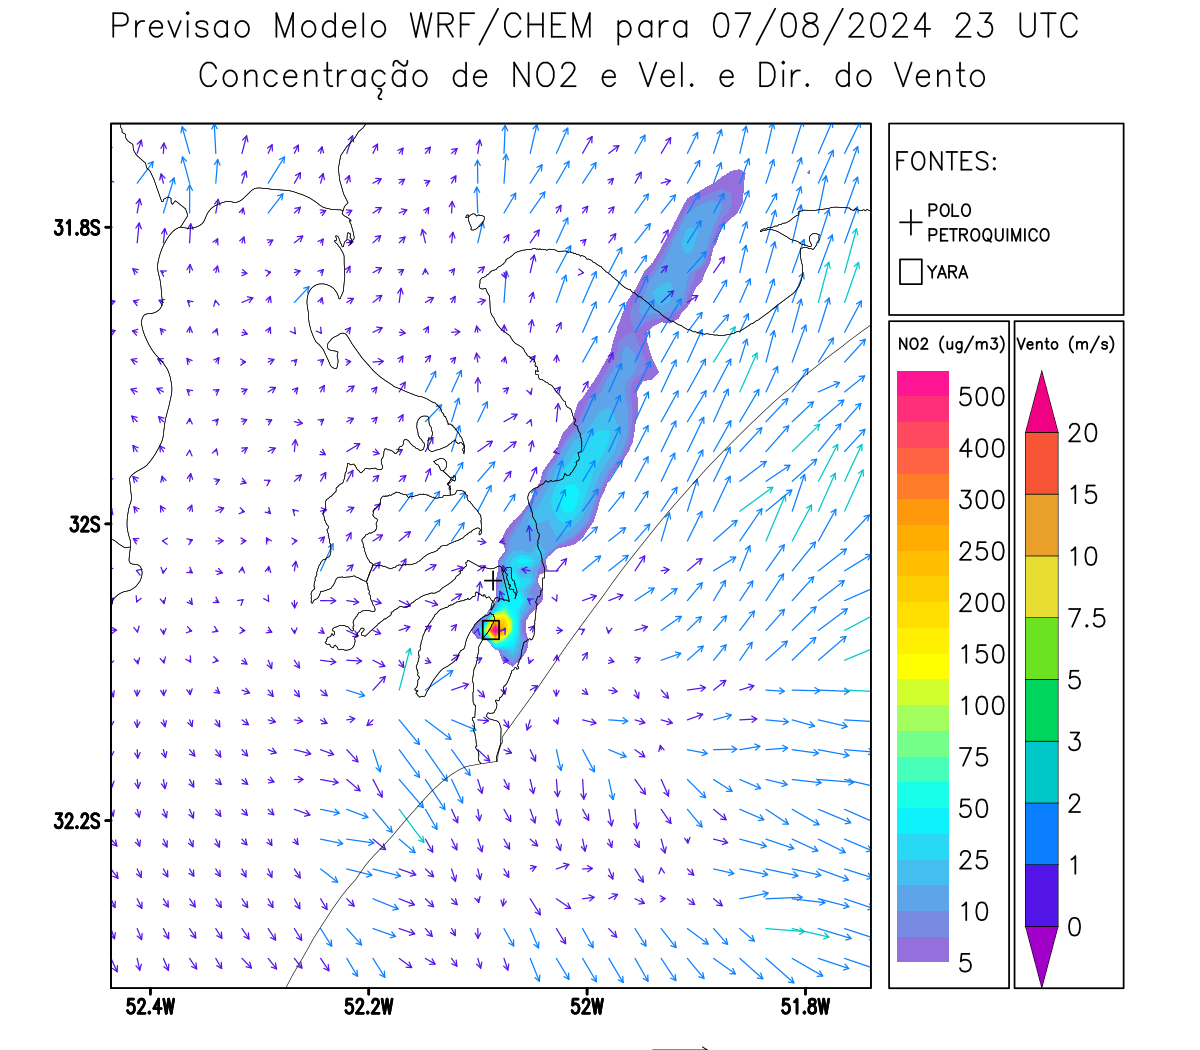 Previsao Modelo WRF/CHEM para 07/08/2024 23 UTC
Concentração de NO2 e Vel. e Dir. do Vento
FONTES:
POLO
PETROQUIMICO
YARA
NO2 (ug/m3)
500
400
300
250
200
150
100
75
50
25
10
5
Vento (m/s)
20
15
10
7.5
5
3
2
1
0
31.8S
32S
32.2S
52.4W
52.2W
52W
51.8W